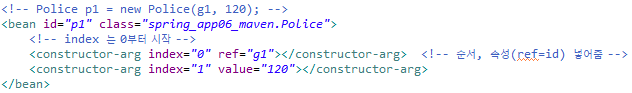 <!-- Police p1 = new Police(g1, 120); -->
<bean id="p1" class="spring_app06_maven.Police">
<!-- index 는 0부터 시작 -->
<constructor-arg index="0" ref="g1"></constructor-arg> <!-- 순서, 속성(ref=id) 넣어줌 -->
<constructor-arg index="1" value="120"></constructor-arg>
</bean>